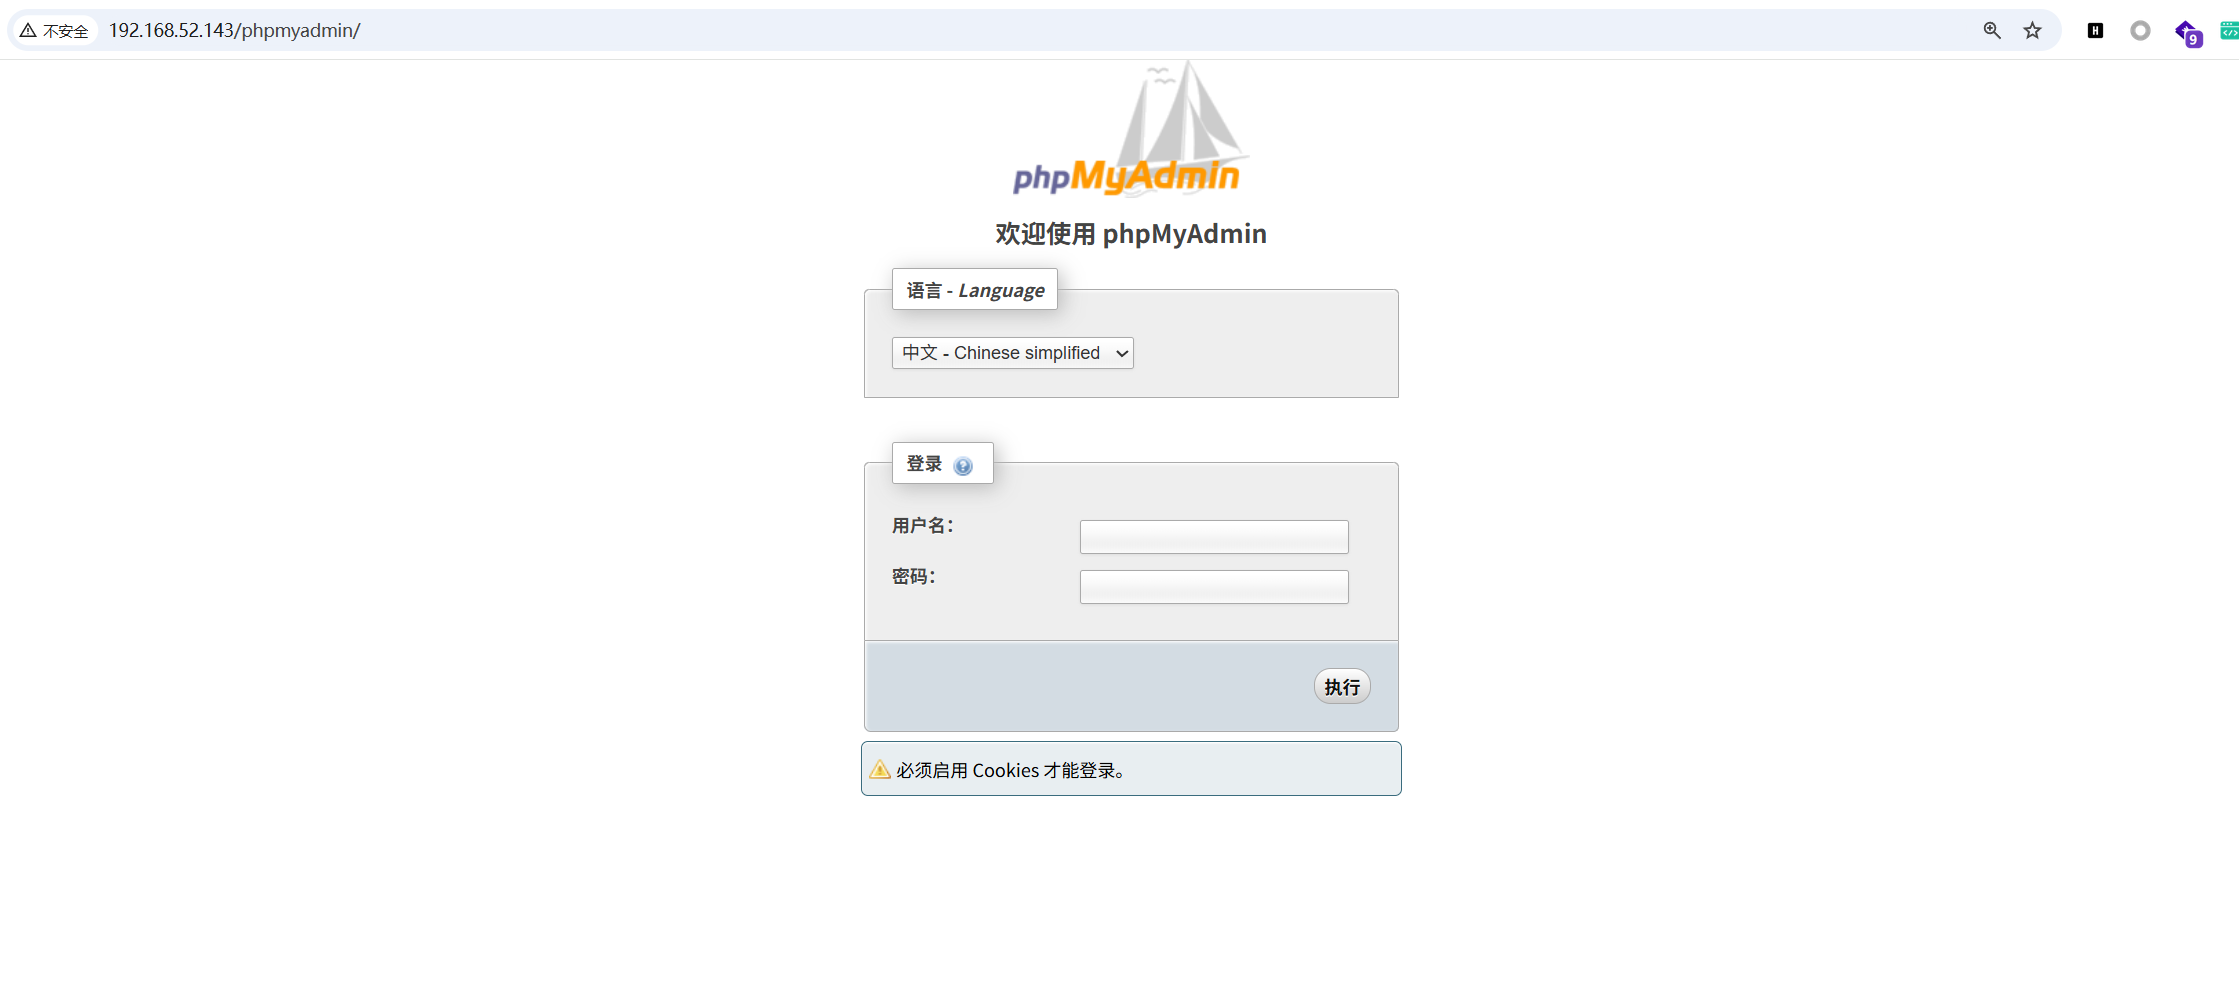 不安全 192.168.52.143/phpmyadmin/
H
9
phpMyAdmin
欢迎使用 phpMyAdmin
语言 - Language
中文 - Chinese simplified
登录 ?
用户名：
密码：
执行
必须启用 Cookies 才能登录。